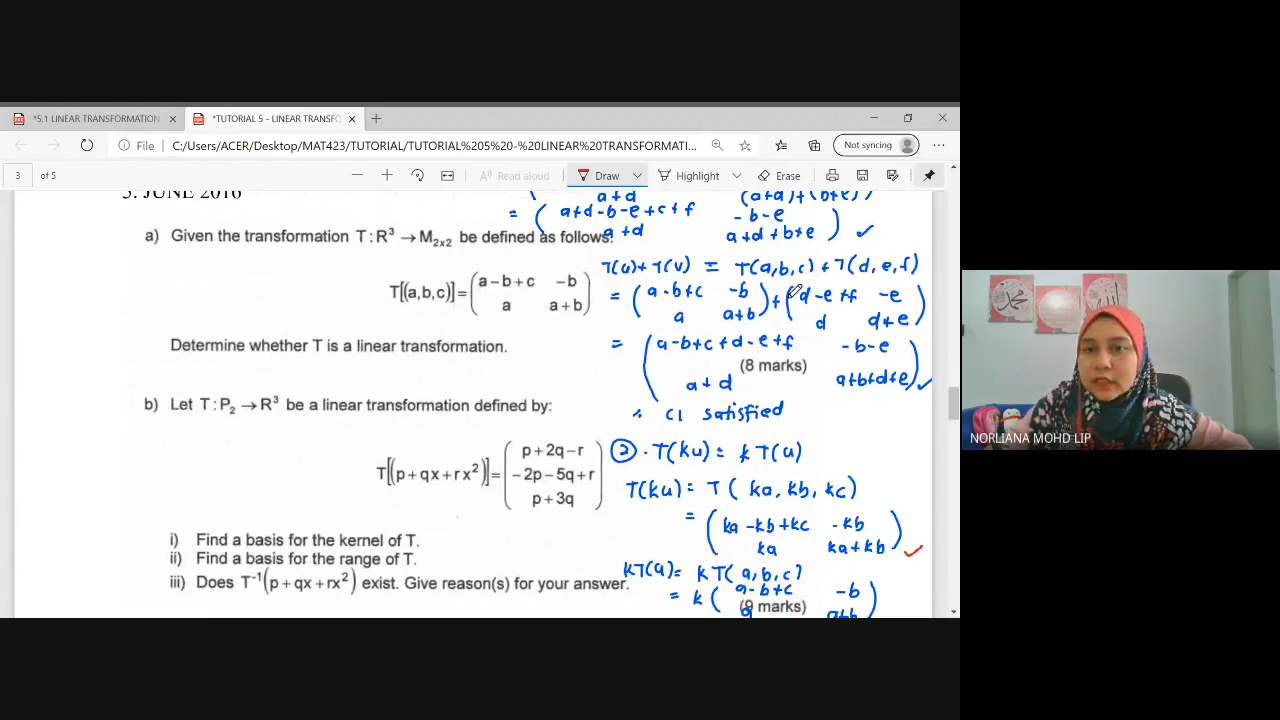 *5.1 LINEAR TRANSFORMATION
*TUTORIAL 5 - LINEAR TRANSFO
File
C:/Users/ACER/Desktop/MAT423/TUTORIAL/TUTORIAL%205%20-%20LINEAR%20TRANSFORMATI...
Not syncing
3 of 5
Read aloud
Draw
Highlight
Erase
5. JUNE 2016
a) Given the transformation T : R³ → M₂ₓ₂ be defined as follows:
T[(a,b,c)] = ( a − b + c   − b
a   a + b )
Determine whether T is a linear transformation.
(8 marks)
b) Let T : P₂ → R³ be a linear transformation defined by:
T[(p + qx + rx²)] = ( p + 2q − r
− 2p − 5q + r
p + 3q )
i) Find a basis for the kernel of T.
ii) Find a basis for the range of T.
iii) Does T⁻¹(p + qx + rx²) exist. Give reason(s) for your answer.
(9 marks)
a+d   (a+d)+(b+e)
= ( a+d-b-e+c+f   -b-e
a+d   a+d+b+e ) ✓
T(u)+T(v) = T(a,b,c)+T(d,e,f)
= ( a-b+c   -b
a   a+b ) + ( d-e+f   -e
d   d+e )
= ( a-b+c+d-e+f   -b-e
a+d   a+b+d+e ) ✓
∴ C1 satisfied
② . T(ku) = kT(u)
T(ku) = T ( ka, kb, kc)
= ( ka-kb+kc   -kb
ka   ka+kb ) ✓
kT(u) = kT(a,b,c)
= k ( a-b+c   -b
a   a+b
NORLIANA MOHD LIP